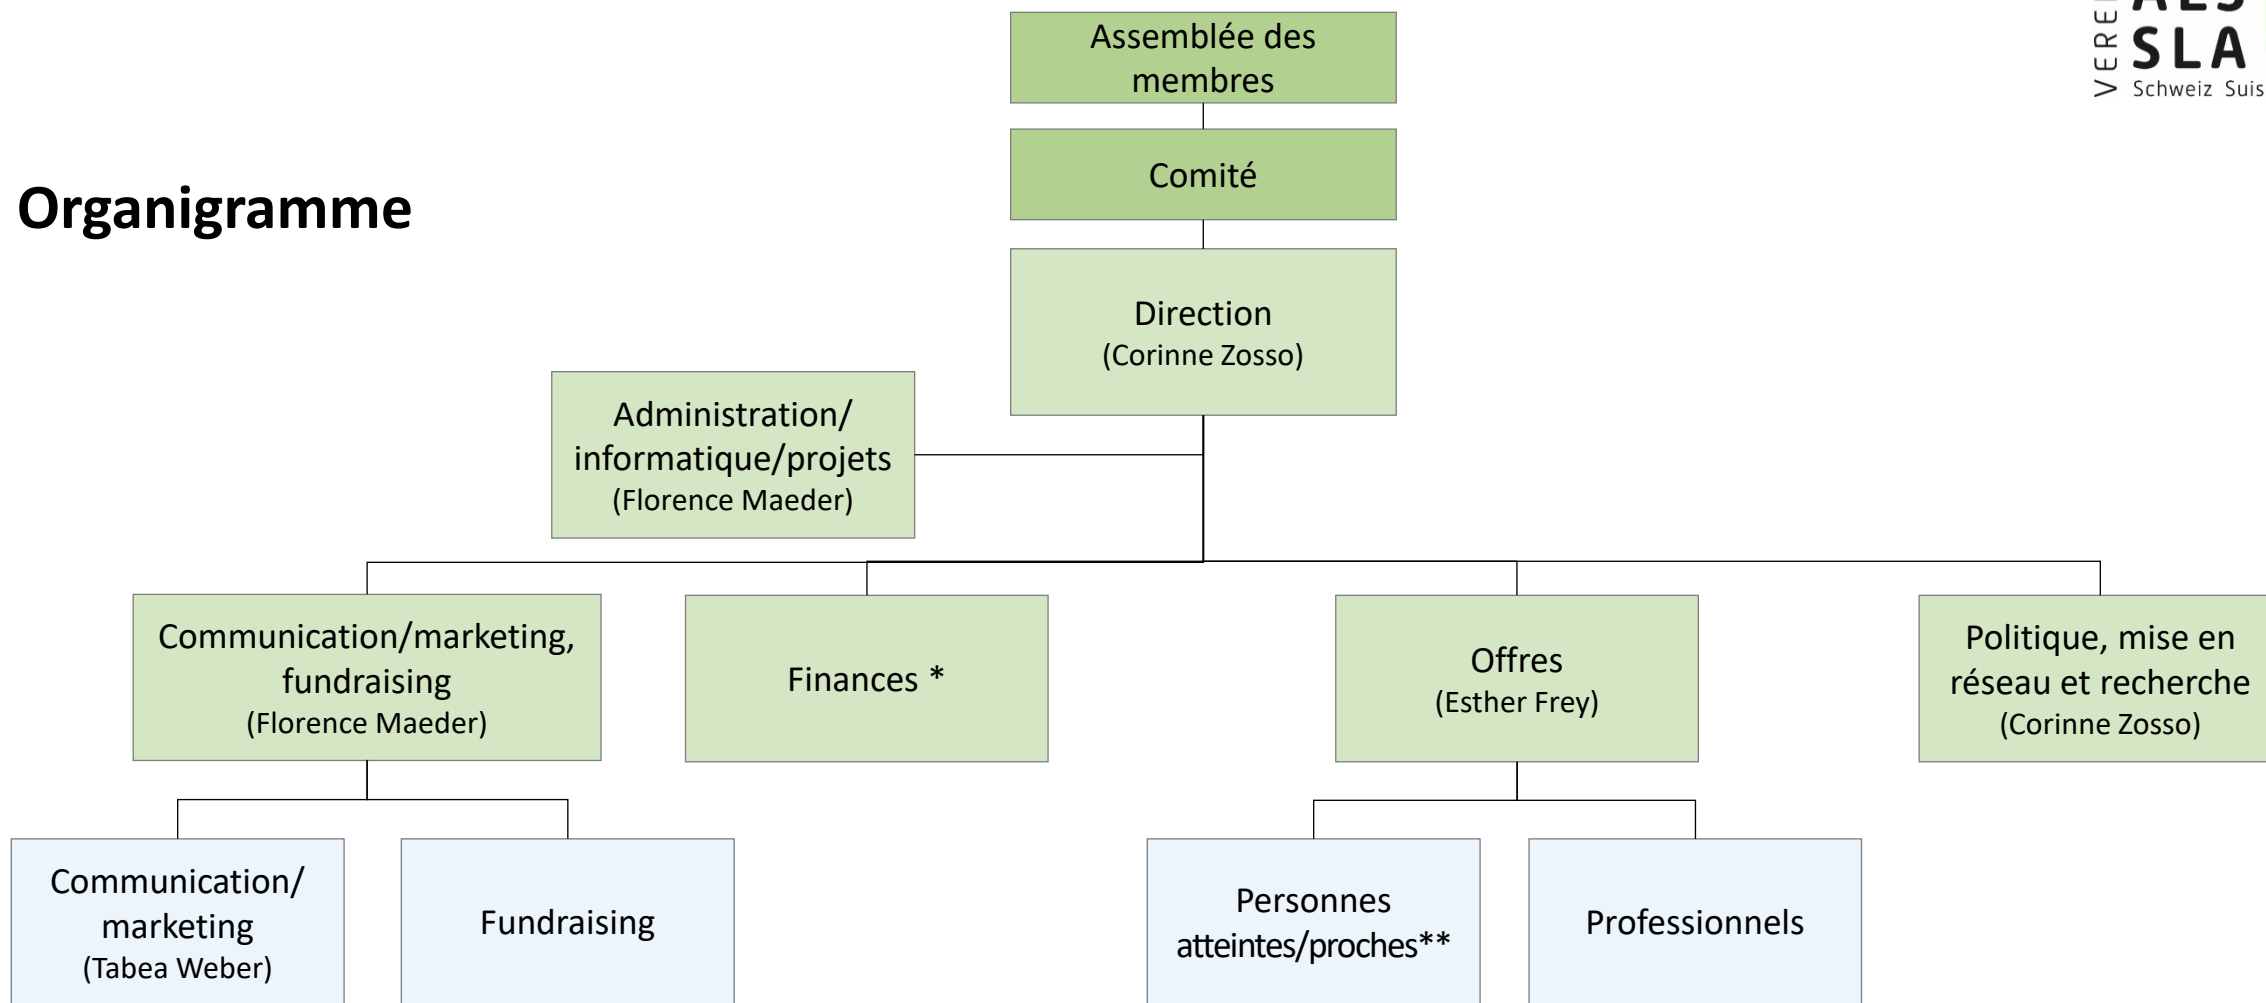 Assemblée des
membres
SLA
Schweiz Suis
Comité
Organigramme
Direction
(Corinne Zosso)
Administration/
informatique/projets
(Florence Maeder)
Communication/marketing,
fundraising
(Florence Maeder)
Finances *
Offres
(Esther Frey)
Politique, mise en
réseau et recherche
(Corinne Zosso)
Communication/
marketing
(Tabea Weber)
Fundraising
Personnes
atteintes/proches**
Professionnels